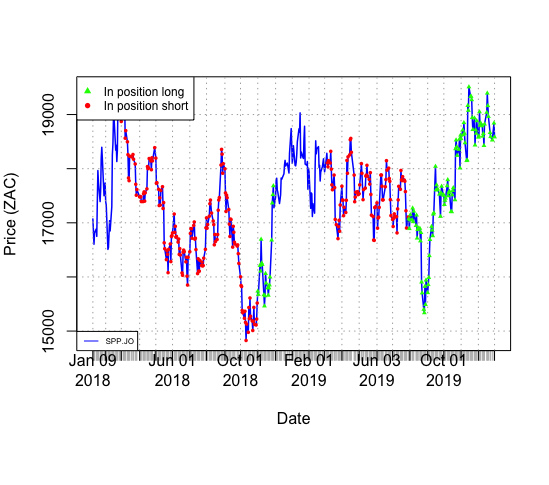 In position long
In position short
19000
17000
15000
Price (ZAC)
SPP.JO
Jan 09 Jun 01 Oct 01 Feb 01 Jun 03 Oct 01
2018 2018 2018 2019 2019 2019
Date